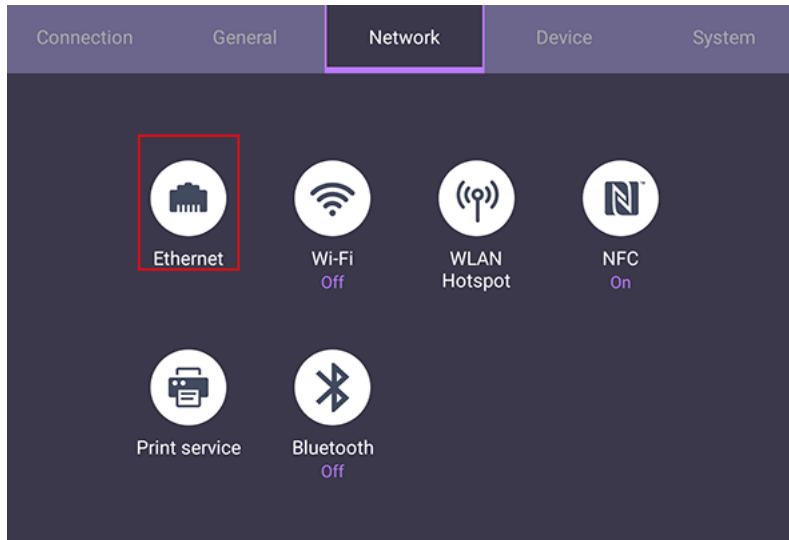 Connection General Network Device System
Ethernet Wi-Fi WLAN NFC
Off Hotspot On
Print service Bluetooth
Off